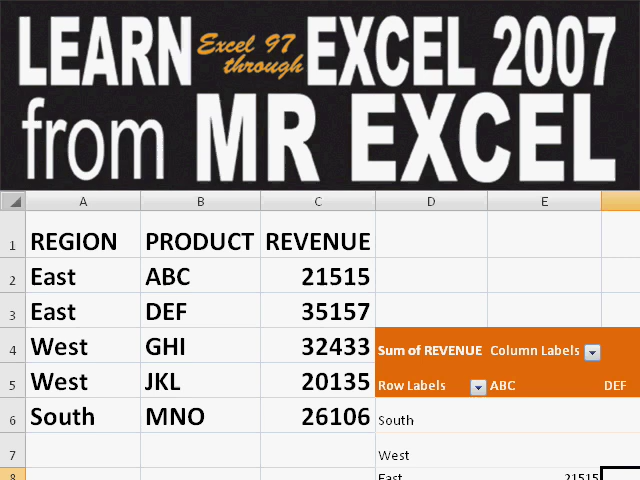 LEARN Excel 97 through EXCEL 2007
from MR EXCEL
A B C D E
1 REGION PRODUCT REVENUE
2 East ABC 21515
3 East DEF 35157
4 West GHI 32433 Sum of REVENUE Column Labels
5 West JKL 20135 Row Labels ABC DEF
6 South MNO 26106 South
7 West
8 East 21515